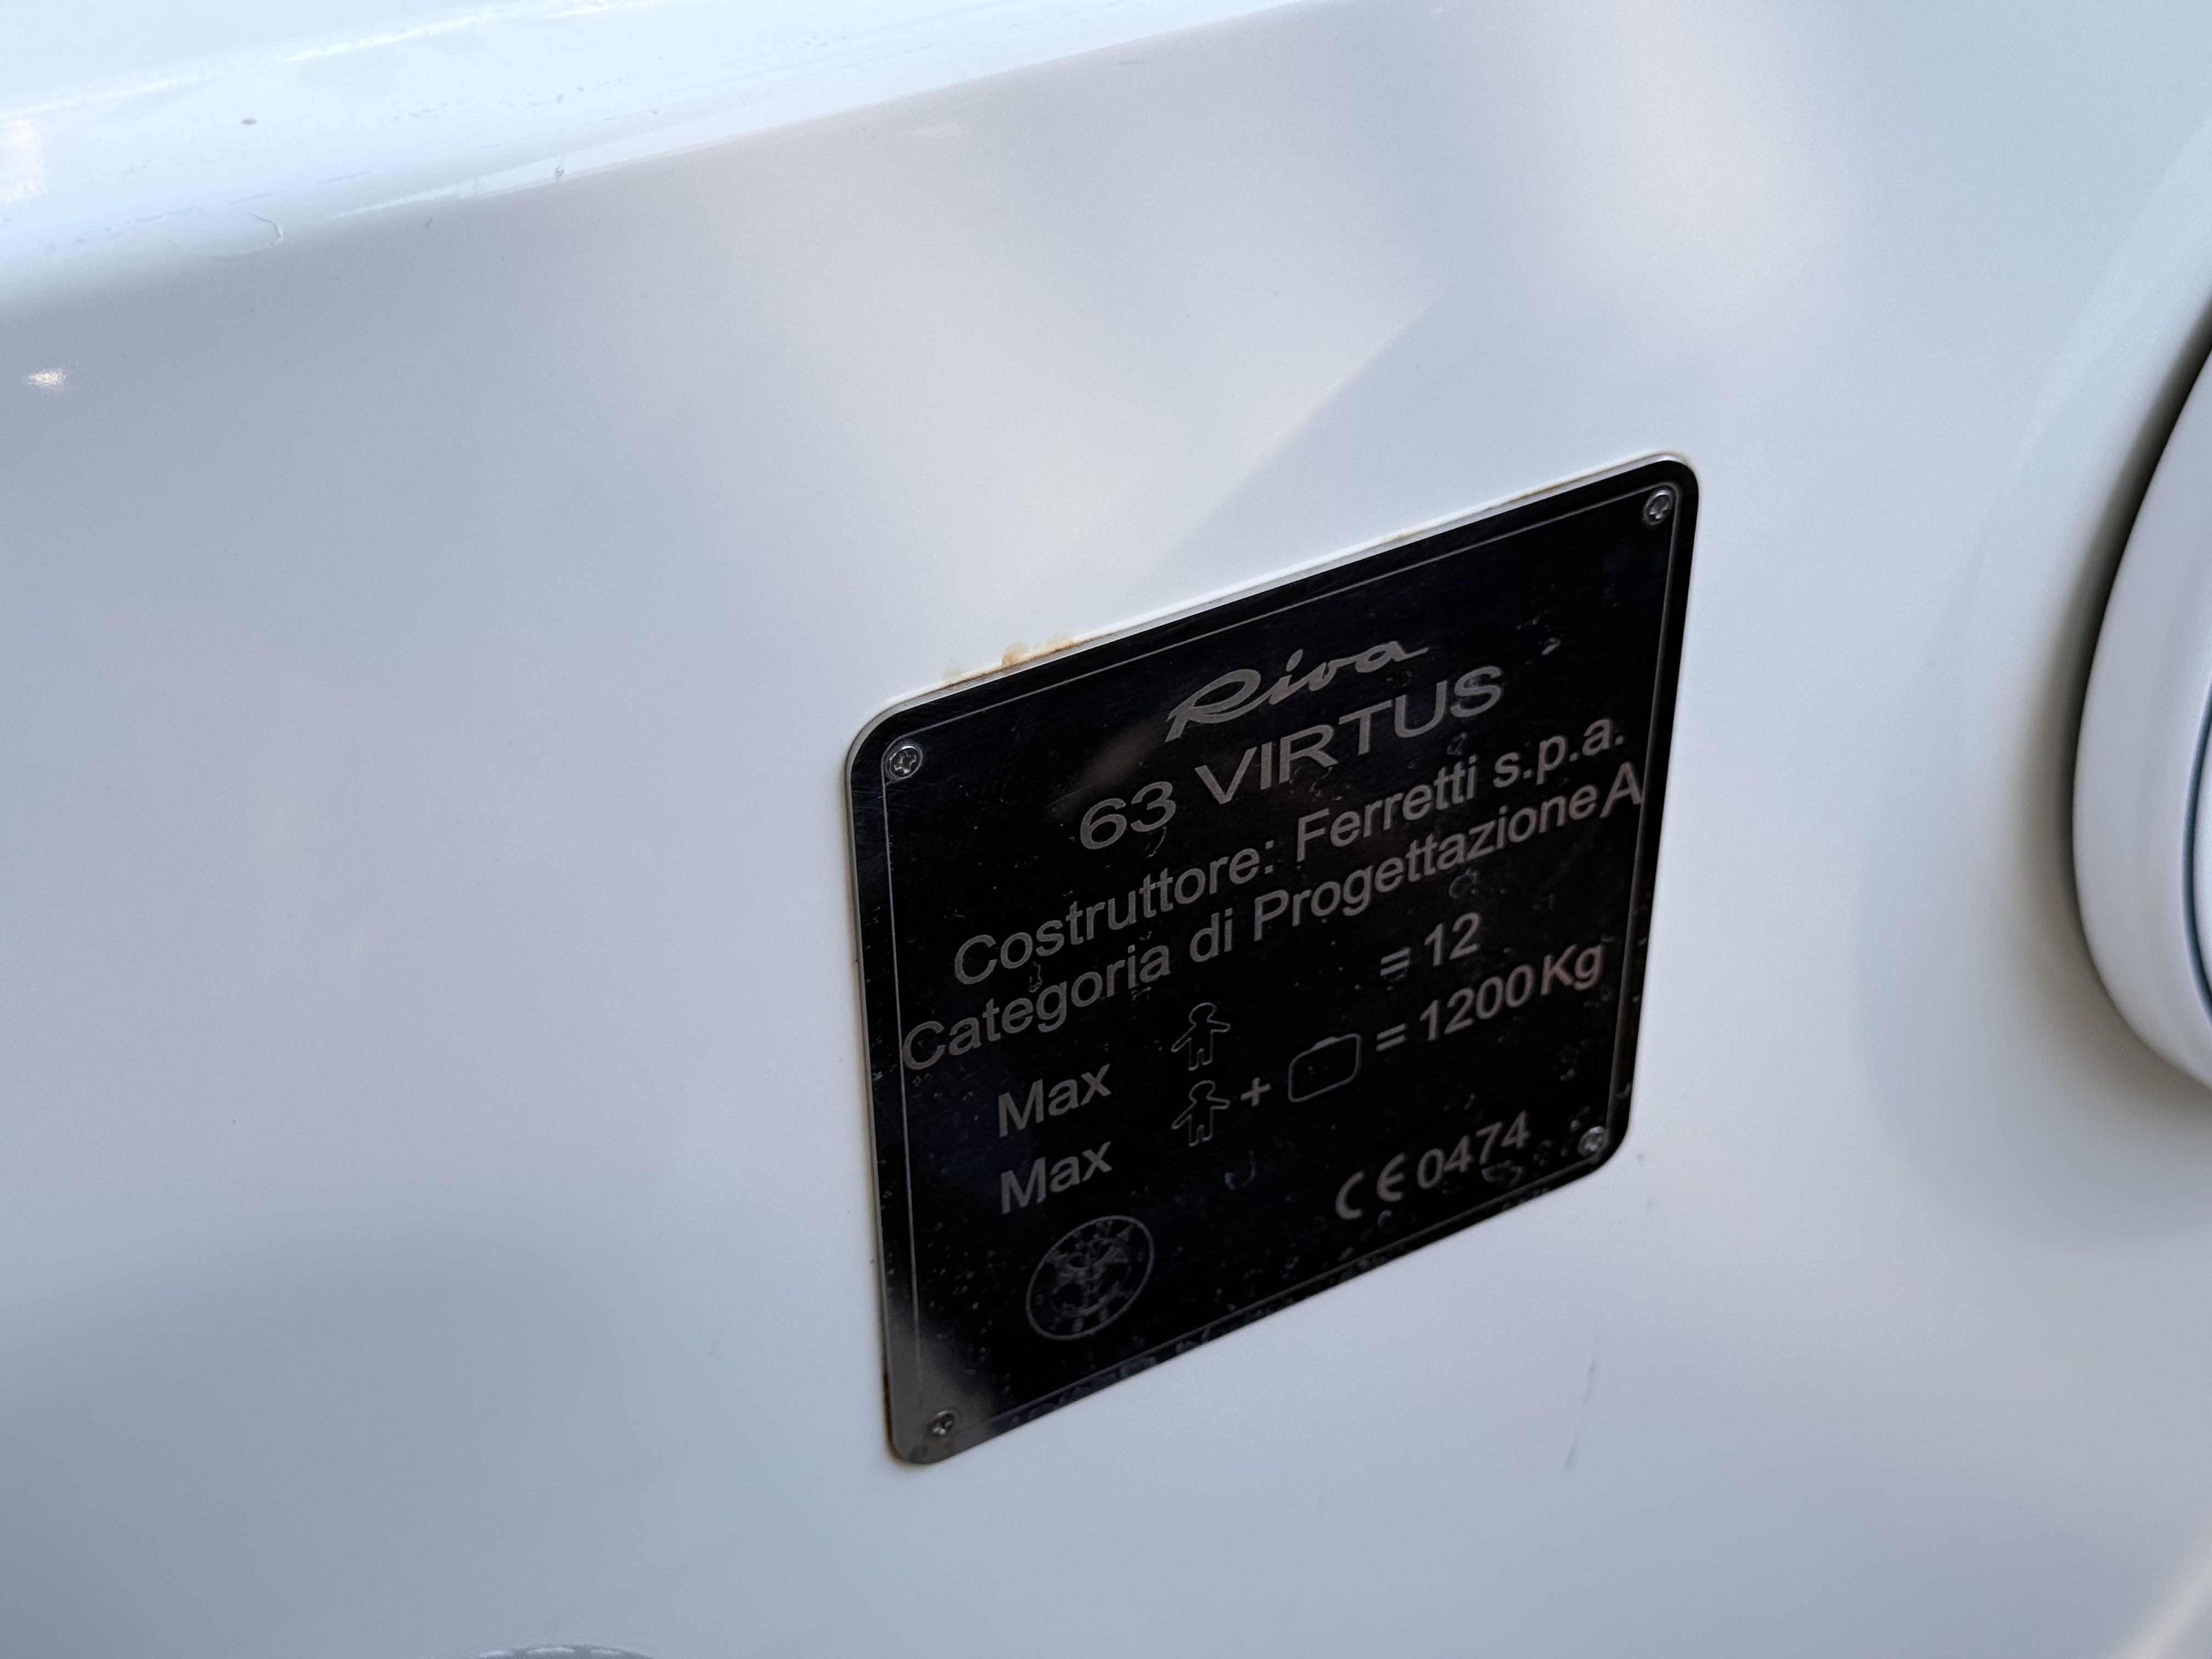 Riva
63 VIRTUS
Costruttore: Ferretti s.p.a.
Categoria di Progettazione A
Max = 12
Max + = 1200 Kg
CE 0474